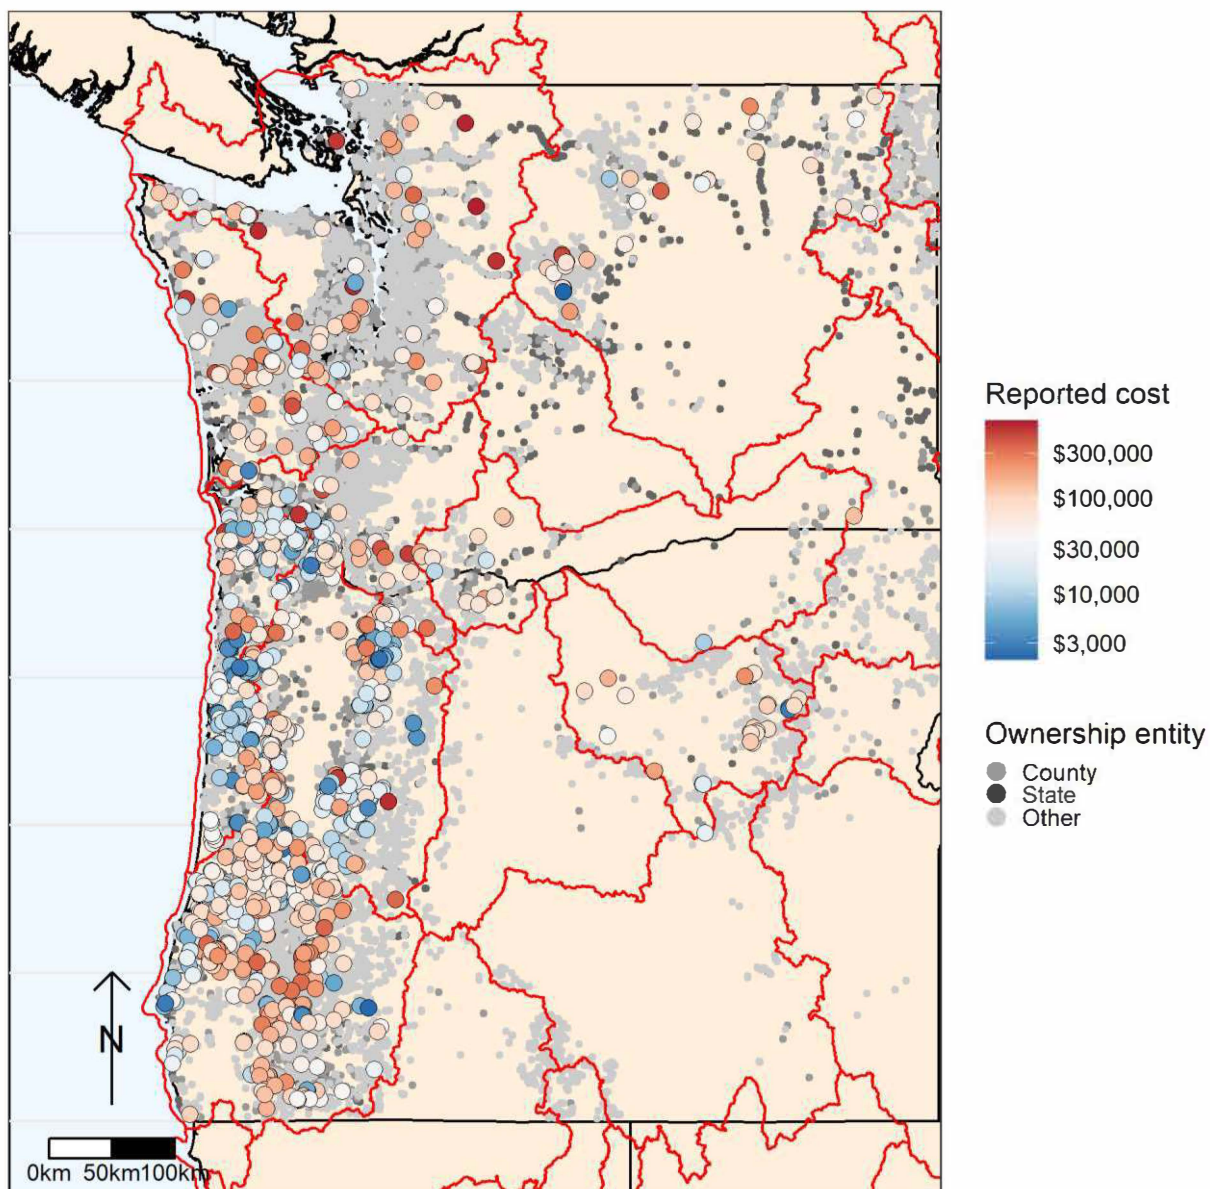 Reported cost
$300,000
$100,000
$30,000
$10,000
$3,000
Ownership entity
County
State
Other
N
0km 50km100km